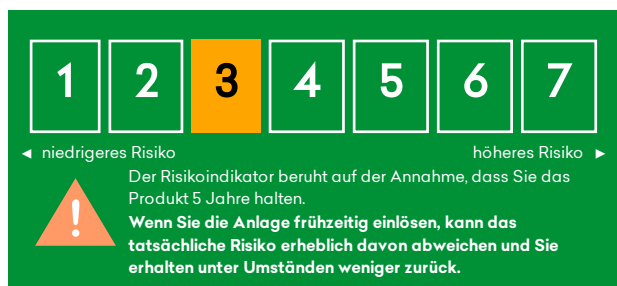 1 2 3 4 5 6 7
◄ niedrigeres Risiko höheres Risiko ►
Der Risikoindikator beruht auf der Annahme, dass Sie das
Produkt 5 Jahre halten.
Wenn Sie die Anlage frühzeitig einlösen, kann das
tatsächliche Risiko erheblich davon abweichen und Sie
erhalten unter Umständen weniger zurück.
!